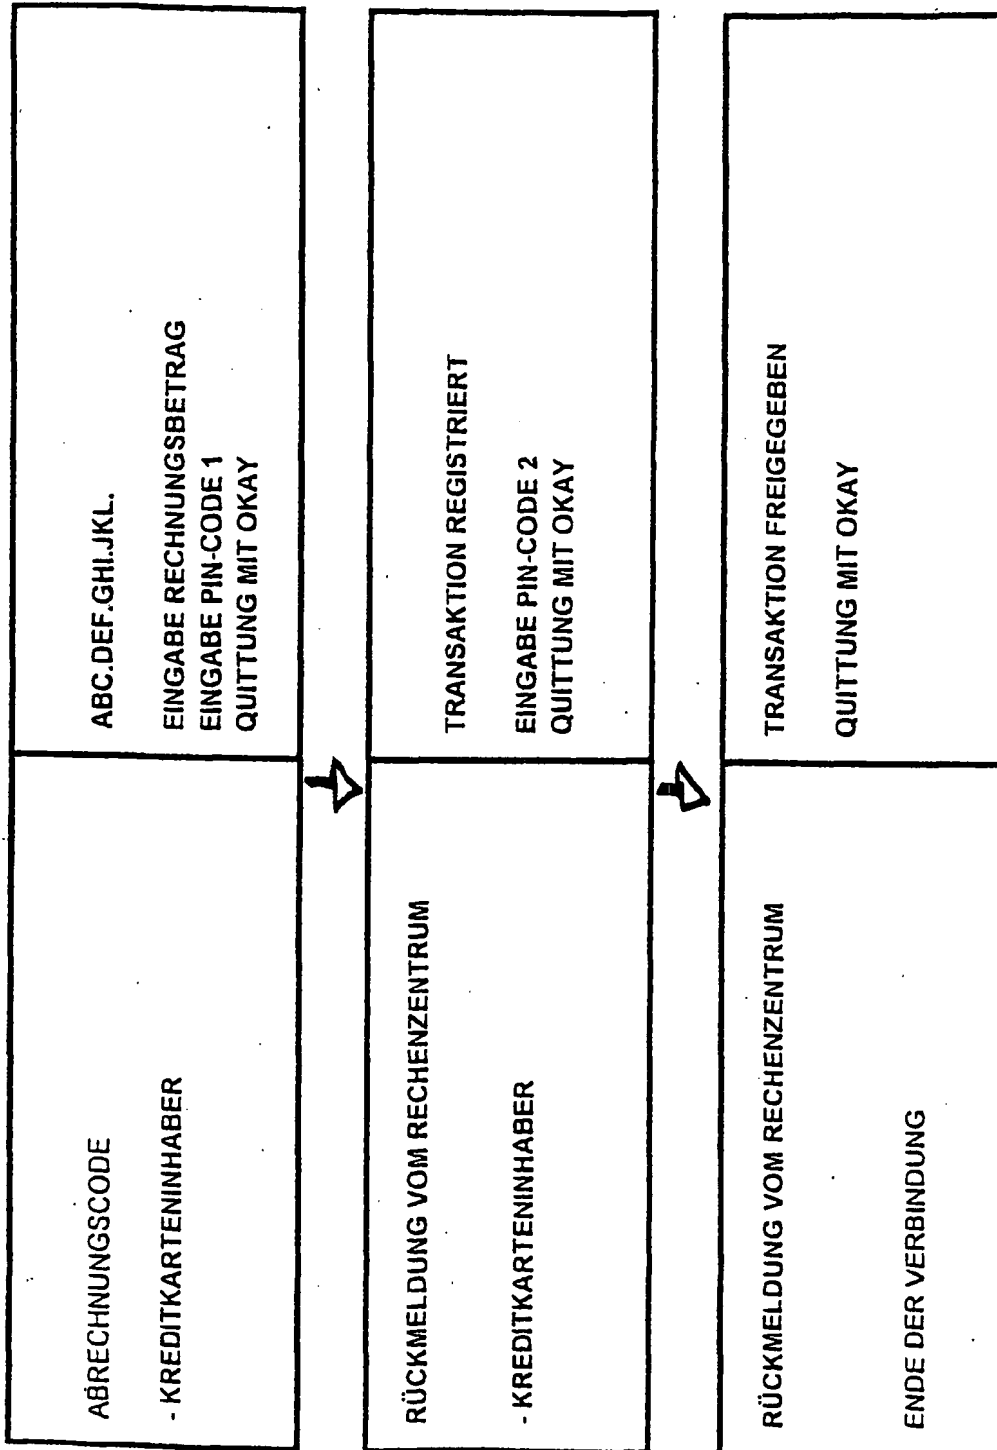 ABRECHNUNGSCODE
- KREDITKARTENINHABER
ABC.DEF.GHI.JKL.
EINGABE RECHNUNGSBETRAG
EINGABE PIN-CODE 1
QUITTUNG MIT OKAY
RÜCKMELDUNG VOM RECHENZENTRUM
- KREDITKARTENINHABER
TRANSAKTION REGISTRIERT
EINGABE PIN-CODE 2
QUITTUNG MIT OKAY
RÜCKMELDUNG VOM RECHENZENTRUM
ENDE DER VERBINDUNG
TRANSAKTION FREIGEGEBEN
QUITTUNG MIT OKAY